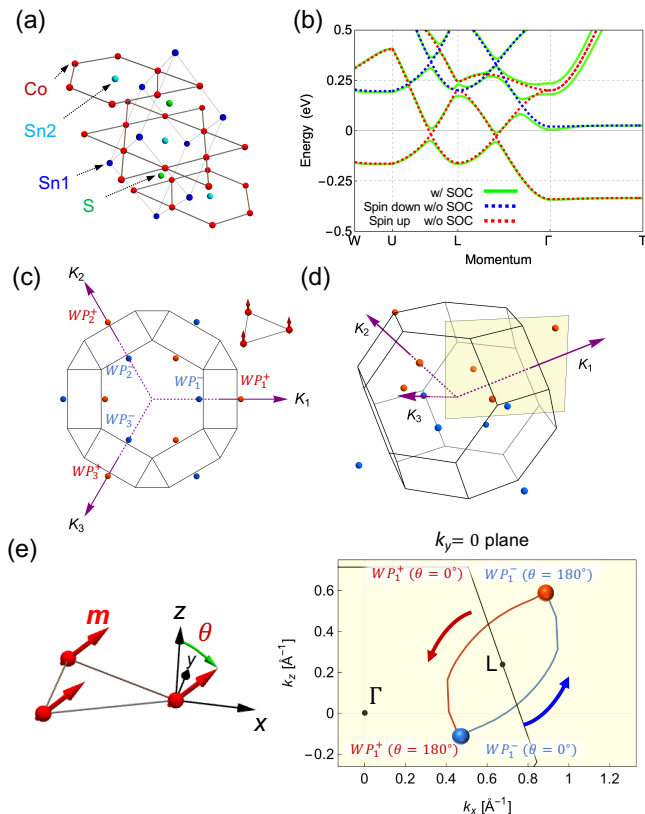 (a)
Co
Sn2
Sn1
S
(b)
Energy (eV)
0.5
0.25
0
−0.25
−0.5
w/ SOC
Spin down w/o SOC
Spin up w/o SOC
W U L Γ T
Momentum
(c)
K2
WP2+
WP2−
WP1−
WP1+
K1
WP3−
WP3+
K3
(d)
K2
K1
K3
(e)
m
z
θ
y
x
ky= 0 plane
WP1+ (θ = 0°) WP1− (θ = 180°)
kz [Å−1]
0.6
0.4
0.2
0
-0.2
L
Γ
WP1+ (θ = 180°) WP1− (θ = 0°)
0 0.2 0.4 0.6 0.8 1 1.2
kx [Å−1]